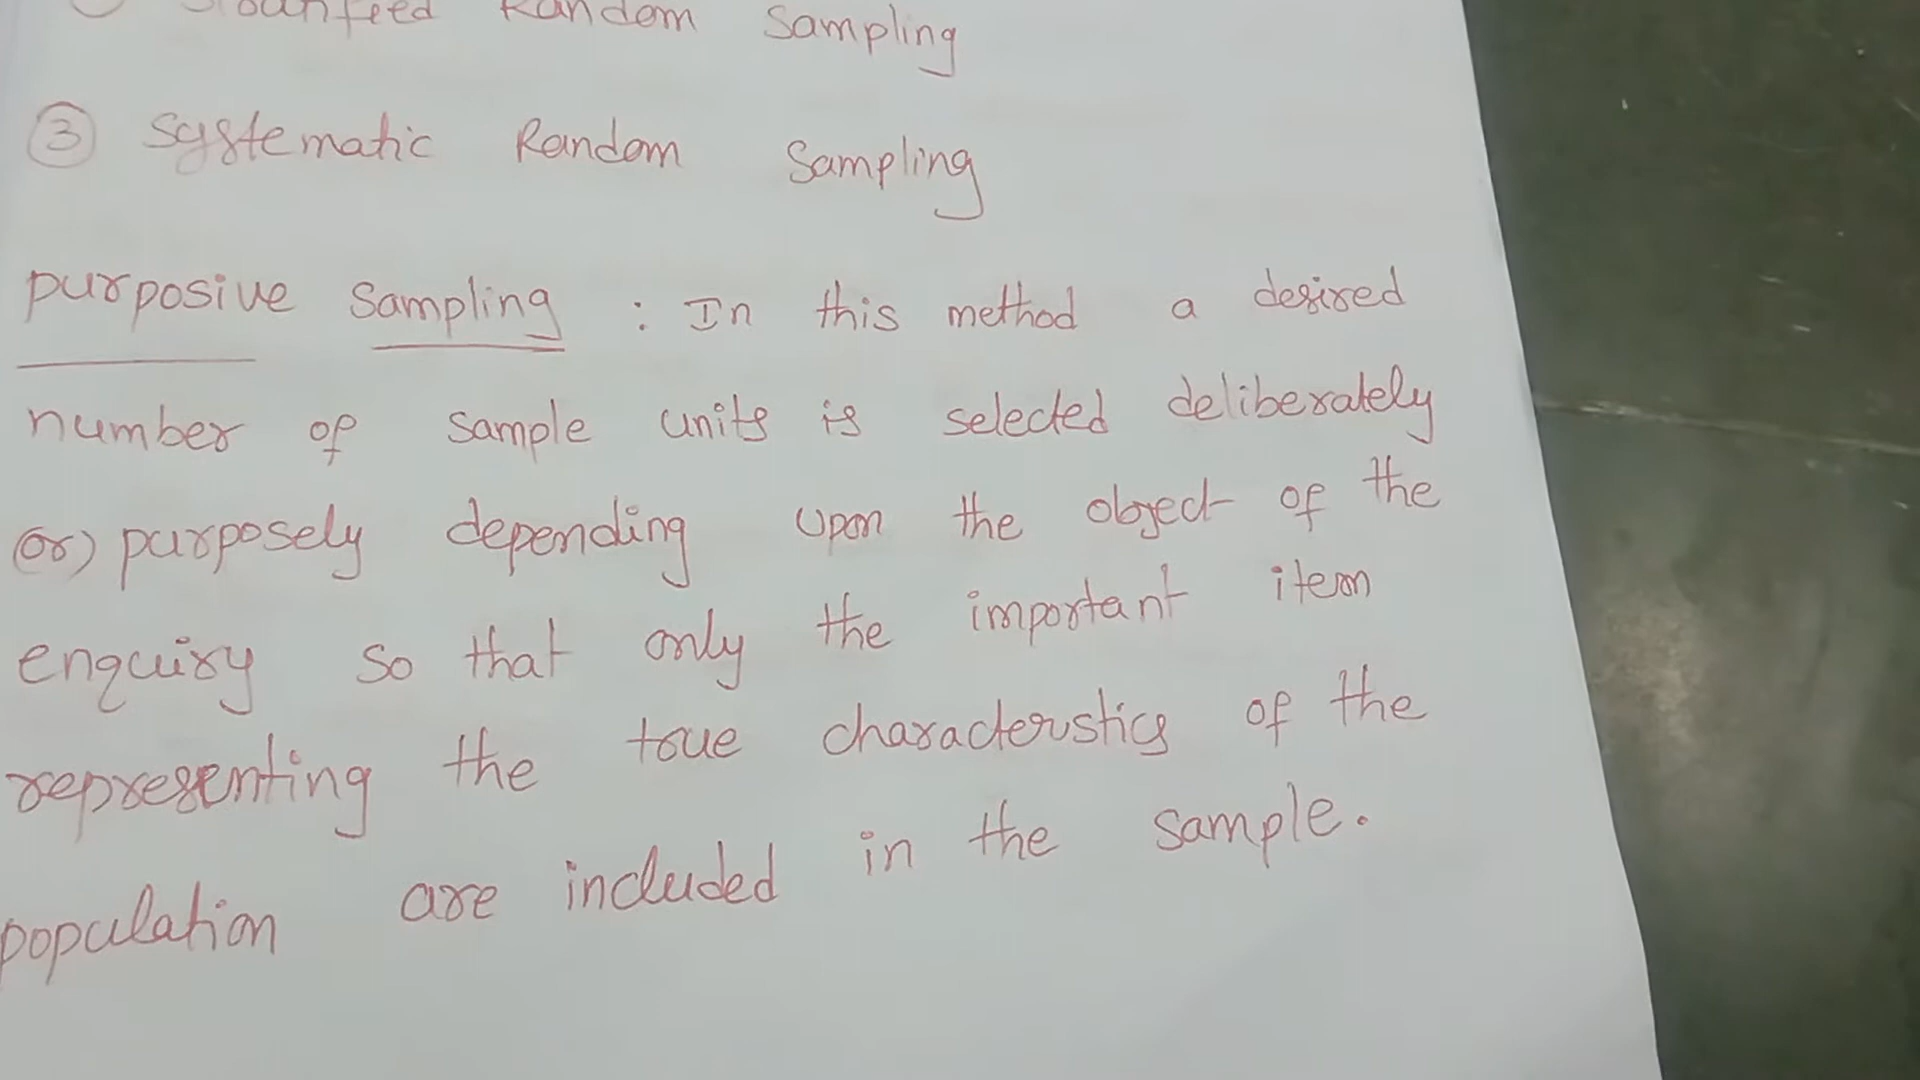 Random Sampling
③ Systematic Random Sampling
purposive Sampling : In this method a desired
number of sample units is selected deliberately
(or) purposely depending upon the object of the
enquiry so that only the important item
representing the true characterstics of the
population are included in the sample.